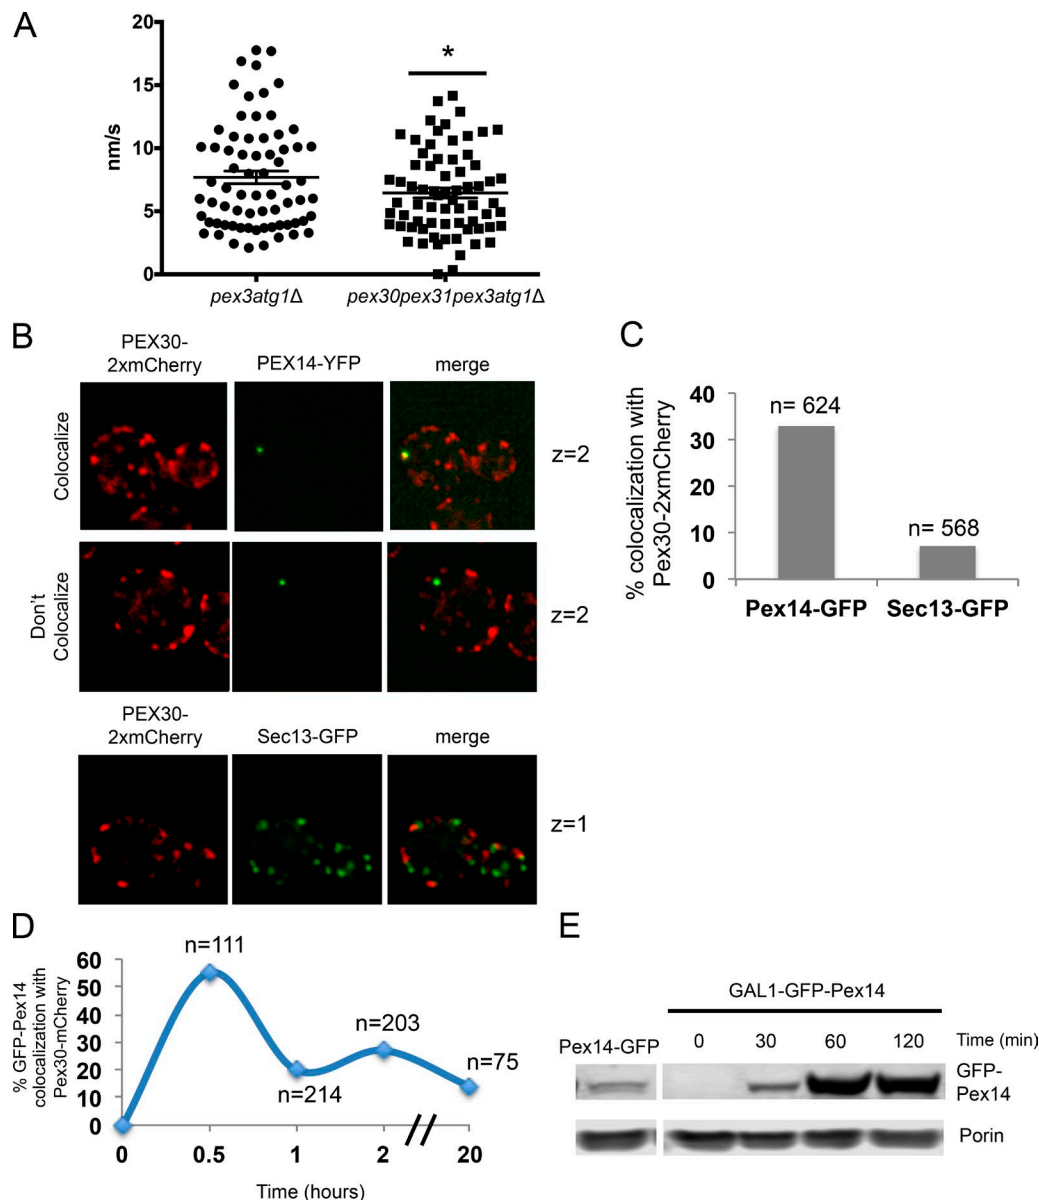 A
20
15
10
5
0
nm/s
*
pex3atg1Δ
pex30pex31pex3atg1Δ
B
PEX30-
2xmCherry
PEX14-YFP
merge
Colocalize
z=2
Don't
Colocalize
z=2
PEX30-
2xmCherry
Sec13-GFP
merge
z=1
C
% colocalization with
Pex30-2xmCherry
40
30
20
10
0
n= 624
n= 568
Pex14-GFP
Sec13-GFP
D
% GFP-Pex14
colocalization with
Pex30-mCherry
60
50
40
30
20
10
0
n=111
n=214
n=203
n=75
0
0.5
1
2
20
Time (hours)
E
GAL1-GFP-Pex14
Pex14-GFP
0
30
60
120
Time (min)
GFP-
Pex14
Porin